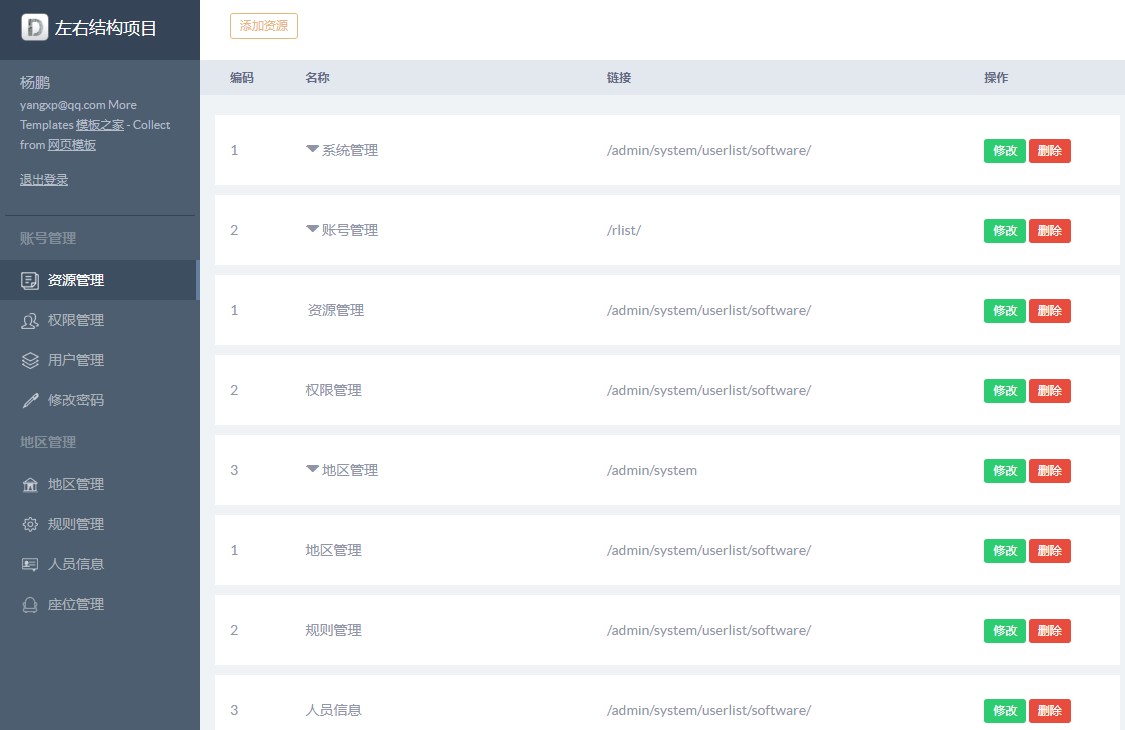 左右结构项目
杨鹏
yangxp@qq.com More
Templates 模板之家 - Collect
from 网页模板
退出登录
账号管理
资源管理
权限管理
用户管理
修改密码
地区管理
地区管理
规则管理
人员信息
座位管理
添加资源
编码 名称 链接 操作
1 系统管理 /admin/system/userlist/software/ 修改 删除
2 账号管理 /rlist/ 修改 删除
1 资源管理 /admin/system/userlist/software/ 修改 删除
2 权限管理 /admin/system/userlist/software/ 修改 删除
3 地区管理 /admin/system 修改 删除
1 地区管理 /admin/system/userlist/software/ 修改 删除
2 规则管理 /admin/system/userlist/software/ 修改 删除
3 人员信息 /admin/system/userlist/software/ 修改 删除